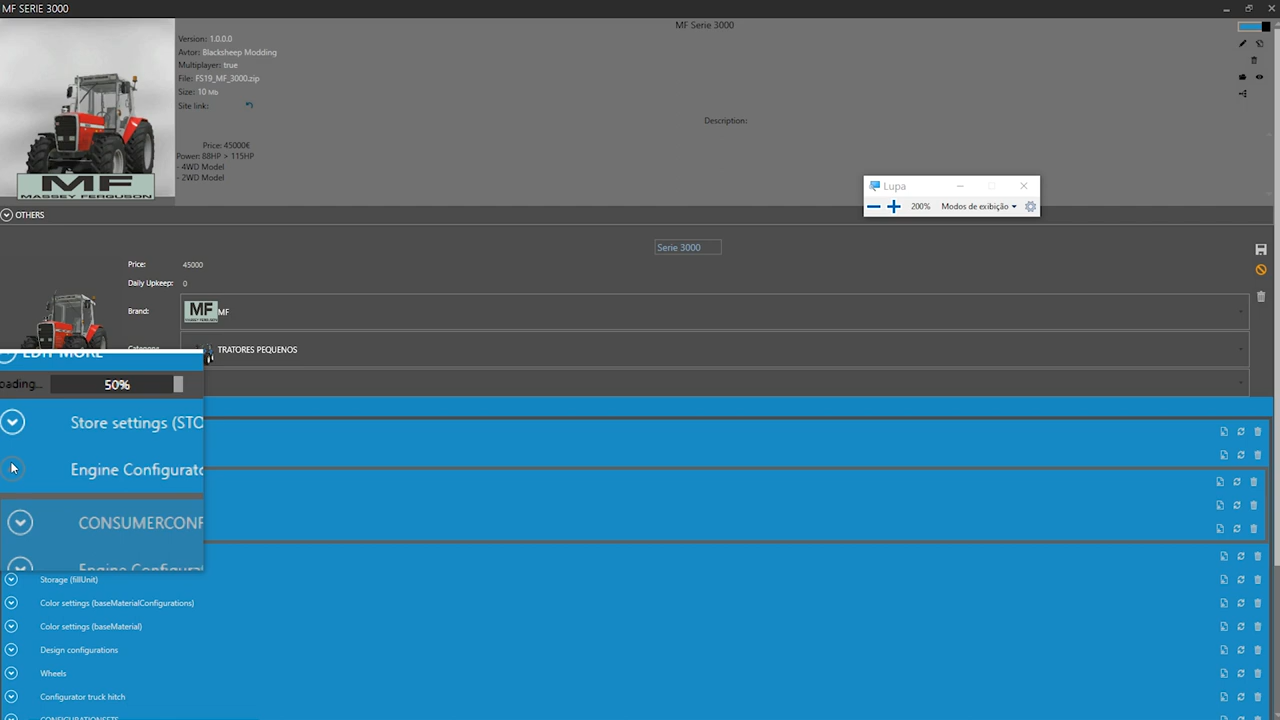 MF SERIE 3000
MF Serie 3000
Version: 1.0.0.0
Avtor: Blacksheep Modding
Multiplayer: true
File: FS19_MF_3000.zip
Size: 10 Mb
Site link:
Description:
Price: 45000€
Power: 88HP > 115HP
- 4WD Model
- 2WD Model
MF
MASSEY FERGUSON
Lupa
200%
Modos de exibição
OTHERS
Serie 3000
Price: 45000
Daily Upkeep: 0
Brand: MF MF
TRATORES PEQUENOS
EDIT MORE
oading... 50%
Store settings (STO
Engine Configurato
CONSUMERCONF
Engine Configurat
Storage (fillUnit)
Color settings (baseMaterialConfigurations)
Color settings (baseMaterial)
Design configurations
Wheels
Configurator truck hitch